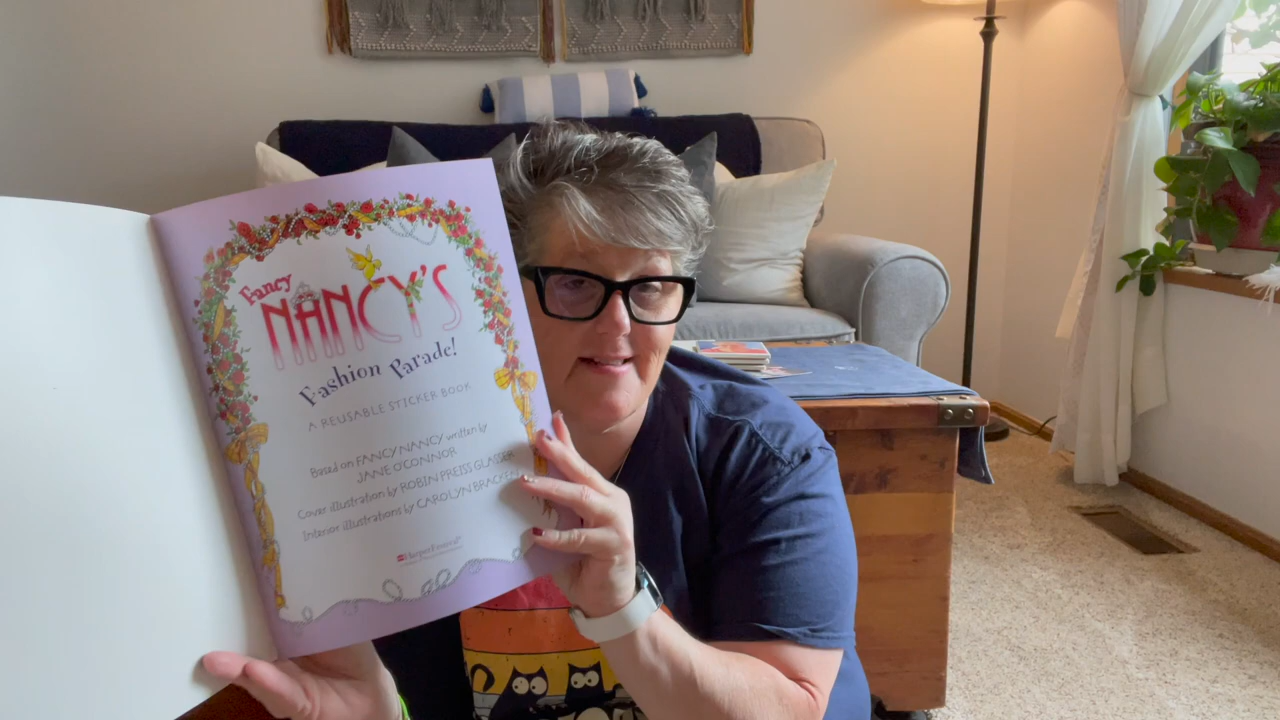 Fancy
NANCY'S
Fashion Parade!
A REUSABLE STICKER BOOK
Based on FANCY NANCY written by
JANE O'CONNOR
Cover illustration by ROBIN PREISS GLASSER
Interior illustrations by CAROLYN BRACKEN
HarperFestival